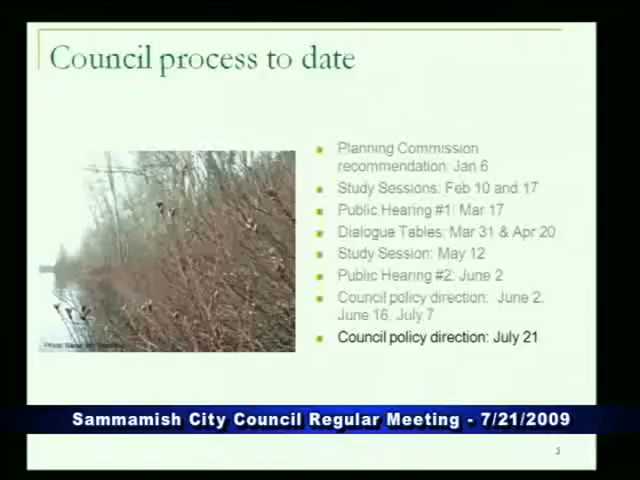 Council process to date
Planning Commission
recommendation: Jan 6
Study Sessions: Feb 10 and 17
Public Hearing #1: Mar 17
Dialogue Tables: Mar 31 & Apr 20
Study Session: May 12
Public Hearing #2: June 2
Council policy direction: June 2,
June 16, July 7
Council policy direction: July 21
Sammamish City Council Regular Meeting - 7/21/2009
3